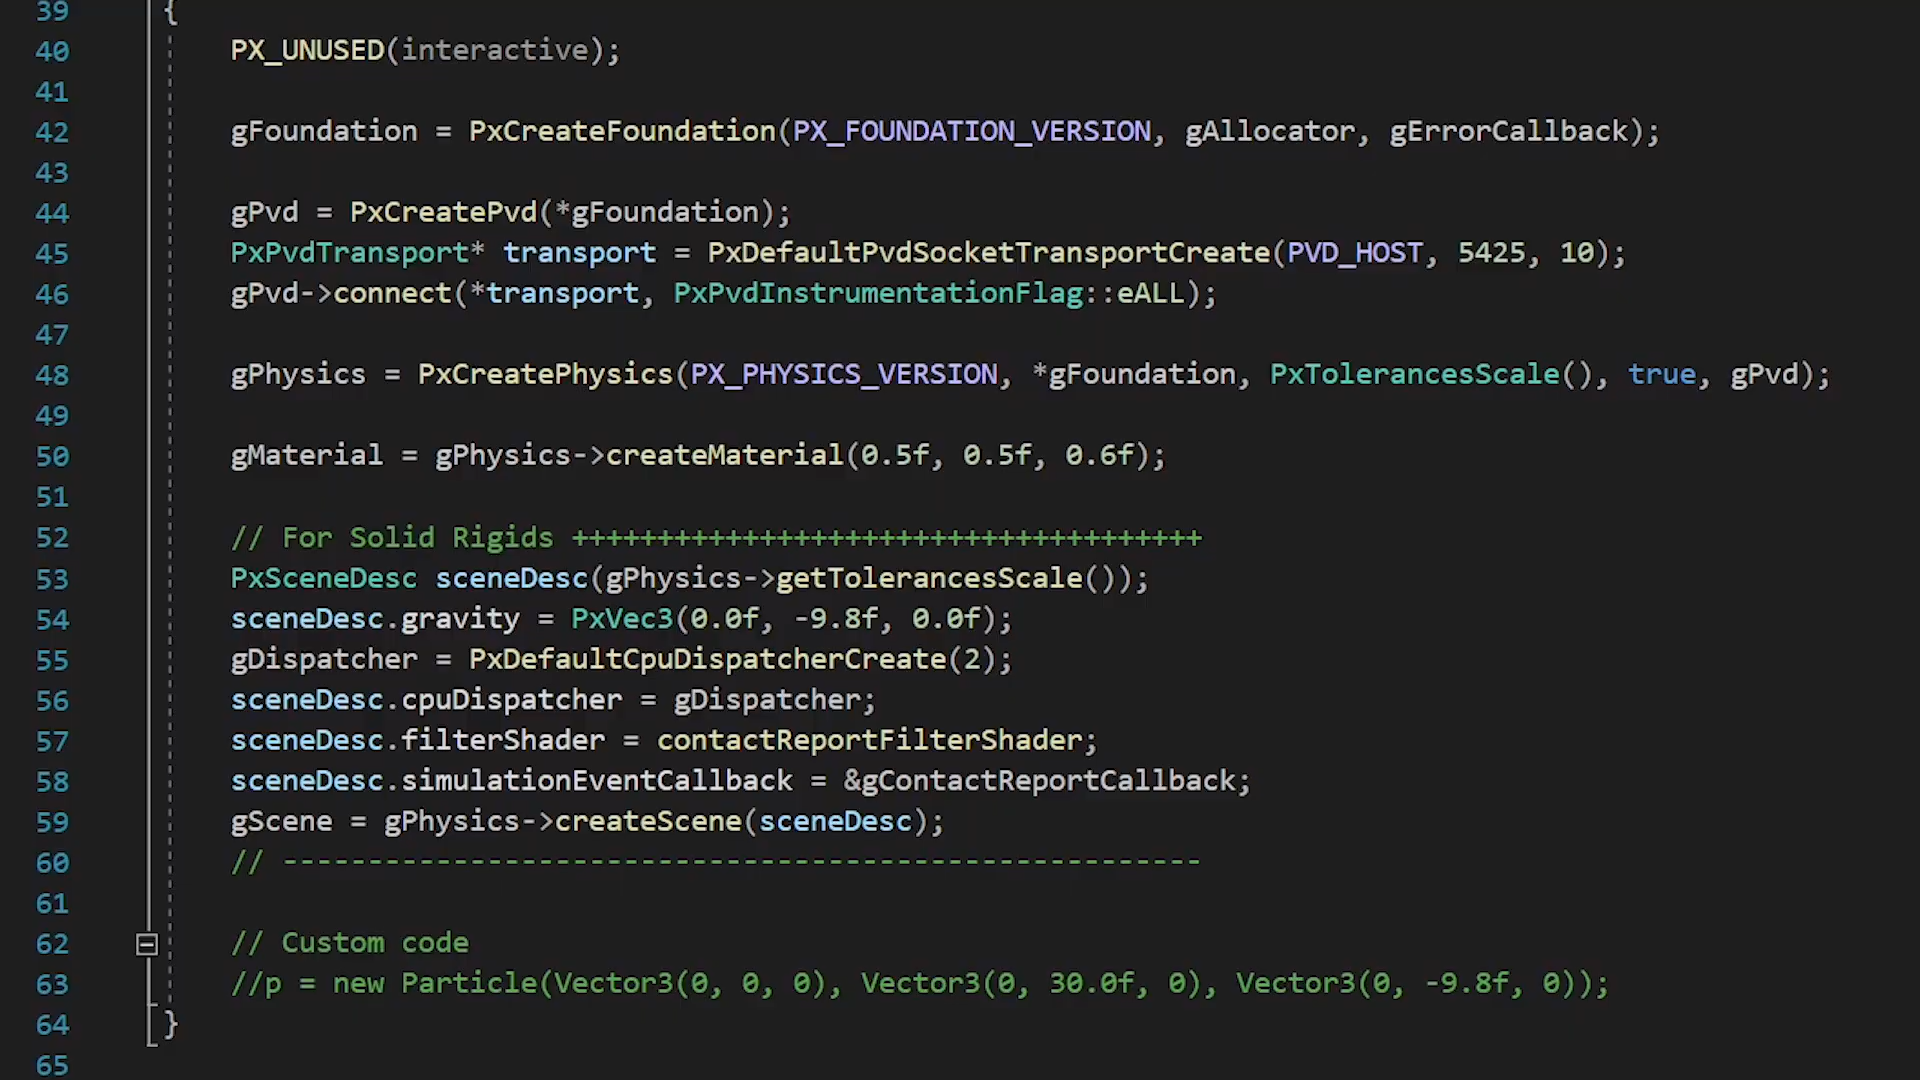 39 {
40 PX_UNUSED(interactive);
41
42 gFoundation = PxCreateFoundation(PX_FOUNDATION_VERSION, gAllocator, gErrorCallback);
43
44 gPvd = PxCreatePvd(*gFoundation);
45 PxPvdTransport* transport = PxDefaultPvdSocketTransportCreate(PVD_HOST, 5425, 10);
46 gPvd->connect(*transport, PxPvdInstrumentationFlag::eALL);
47
48 gPhysics = PxCreatePhysics(PX_PHYSICS_VERSION, *gFoundation, PxTolerancesScale(), true, gPvd);
49
50 gMaterial = gPhysics->createMaterial(0.5f, 0.5f, 0.6f);
51
52 // For Solid Rigids +++++++++++++++++++++++++++++++++++++
53 PxSceneDesc sceneDesc(gPhysics->getTolerancesScale());
54 sceneDesc.gravity = PxVec3(0.0f, -9.8f, 0.0f);
55 gDispatcher = PxDefaultCpuDispatcherCreate(2);
56 sceneDesc.cpuDispatcher = gDispatcher;
57 sceneDesc.filterShader = contactReportFilterShader;
58 sceneDesc.simulationEventCallback = &gContactReportCallback;
59 gScene = gPhysics->createScene(sceneDesc);
60 // ------------------------------------------------------
61
62 // Custom code
63 //p = new Particle(Vector3(0, 0, 0), Vector3(0, 30.0f, 0), Vector3(0, -9.8f, 0));
64 }
65